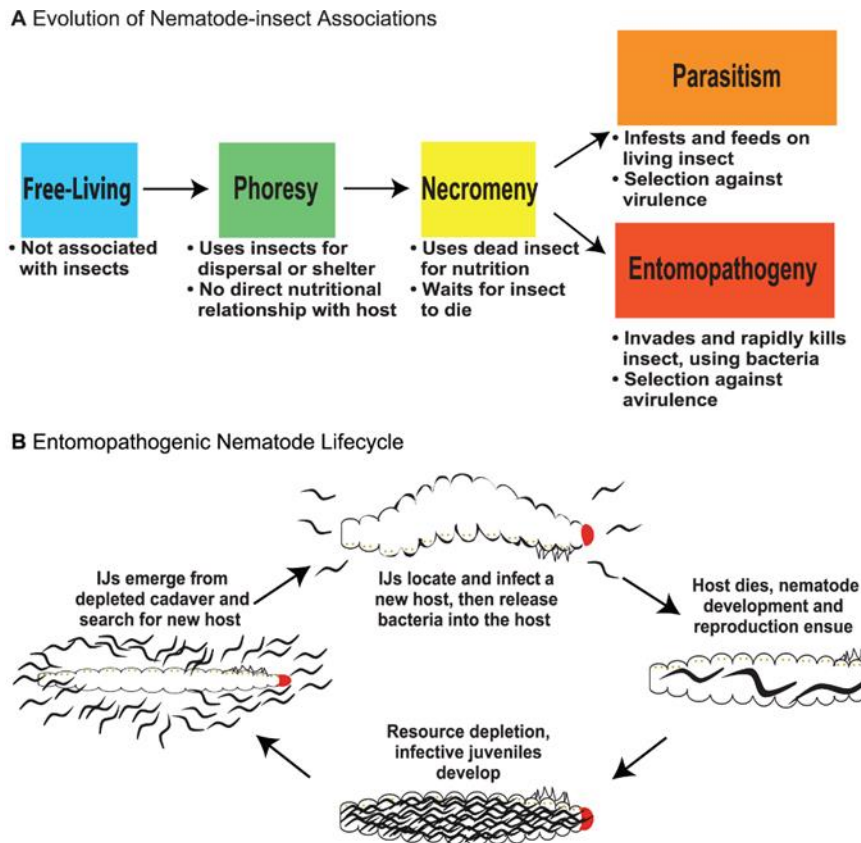 A Evolution of Nematode-insect Associations
Free-Living
• Not associated
with insects
Phoresy
• Uses insects for
dispersal or shelter
• No direct nutritional
relationship with host
Necromeny
• Uses dead insect
for nutrition
• Waits for insect
to die
Parasitism
• Infests and feeds on
living insect
• Selection against
virulence
Entomopathogeny
• Invades and rapidly kills
insect, using bacteria
• Selection against
avirulence
B Entomopathogenic Nematode Lifecycle
IJs emerge from
depleted cadaver and
search for new host
IJs locate and infect a
new host, then release
bacteria into the host
Host dies, nematode
development and
reproduction ensue
Resource depletion,
infective juveniles
develop